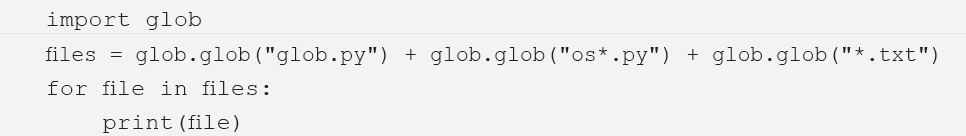 import glob
files = glob.glob("glob.py") + glob.glob("os*.py") + glob.glob("*.txt")
for file in files:
    print(file)